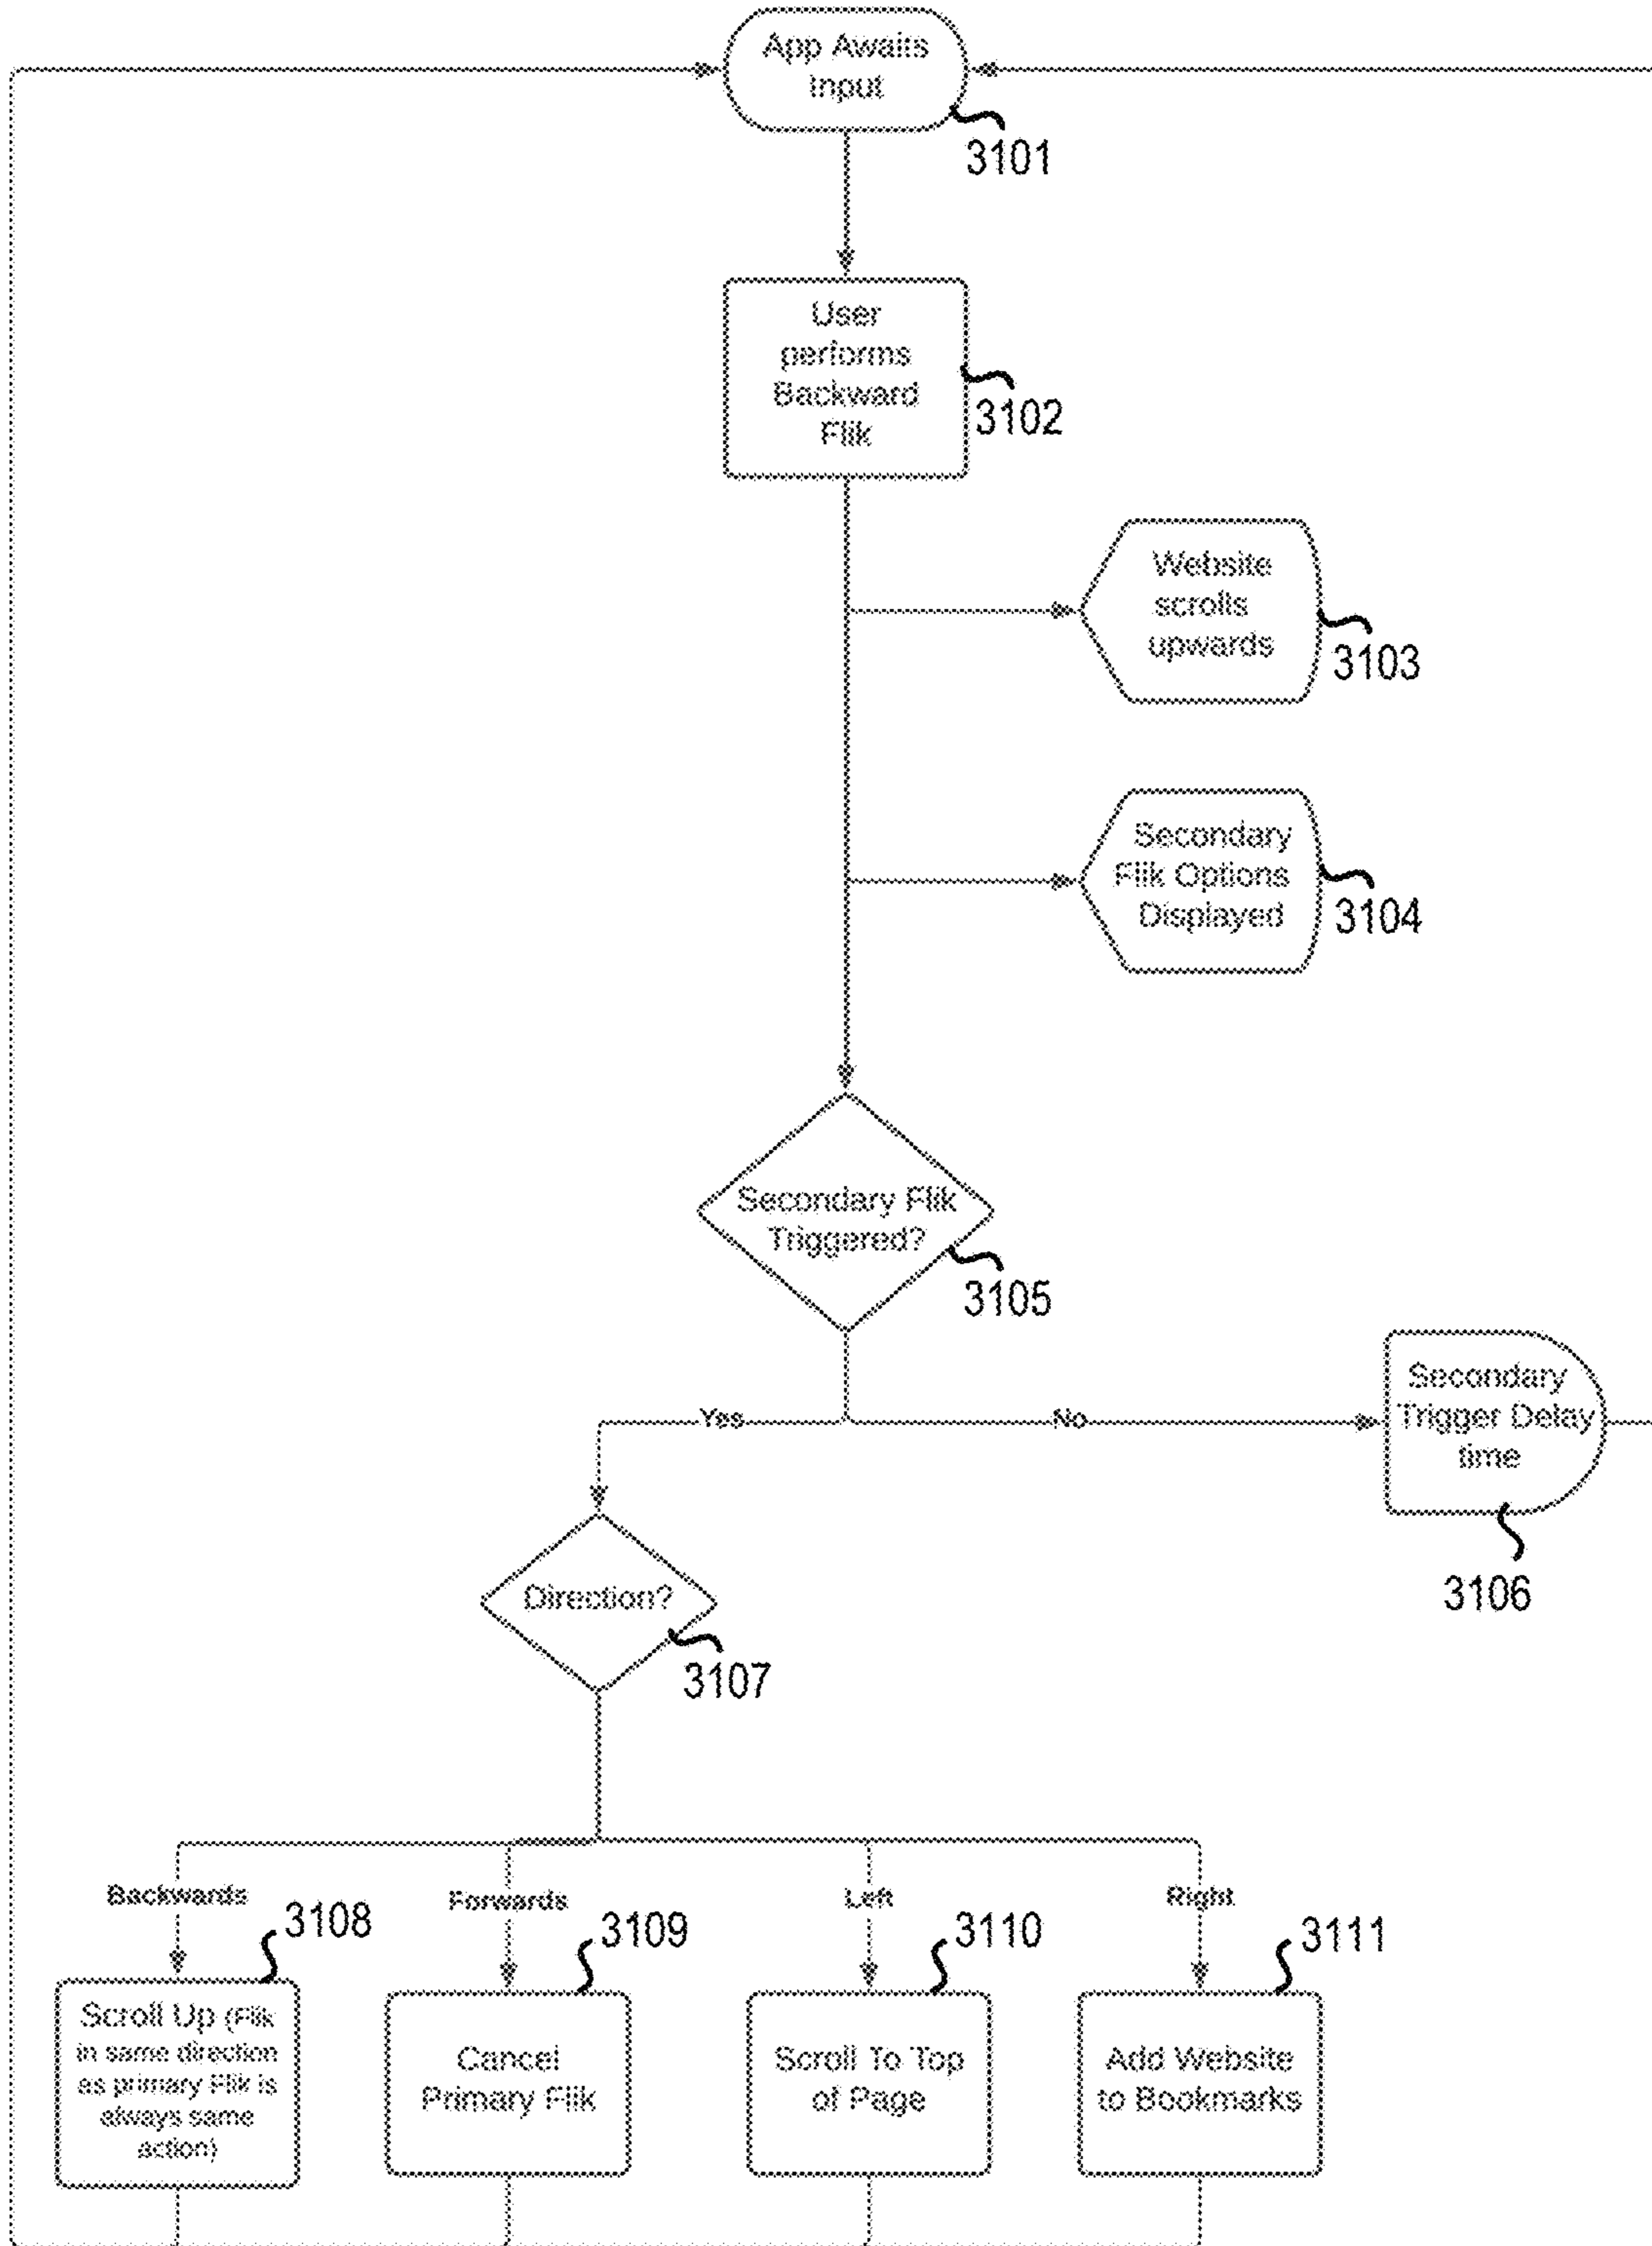 App Awaits
Input
3101
User
performs
Backward
Flik
3102
Website
scrolls
upwards
3103
Secondary
Flik Options
Displayed
3104
Secondary Flik
Triggered?
3105
Yes
No
Secondary
Trigger Delay
time
3106
Direction?
3107
Backwards
Forwards
Left
Right
3108
3109
3110
3111
Scroll Up (Flik
in same direction
as primary Flik is
always same
action)
Cancel
Primary Flik
Scroll To Top
of Page
Add Website
to Bookmarks